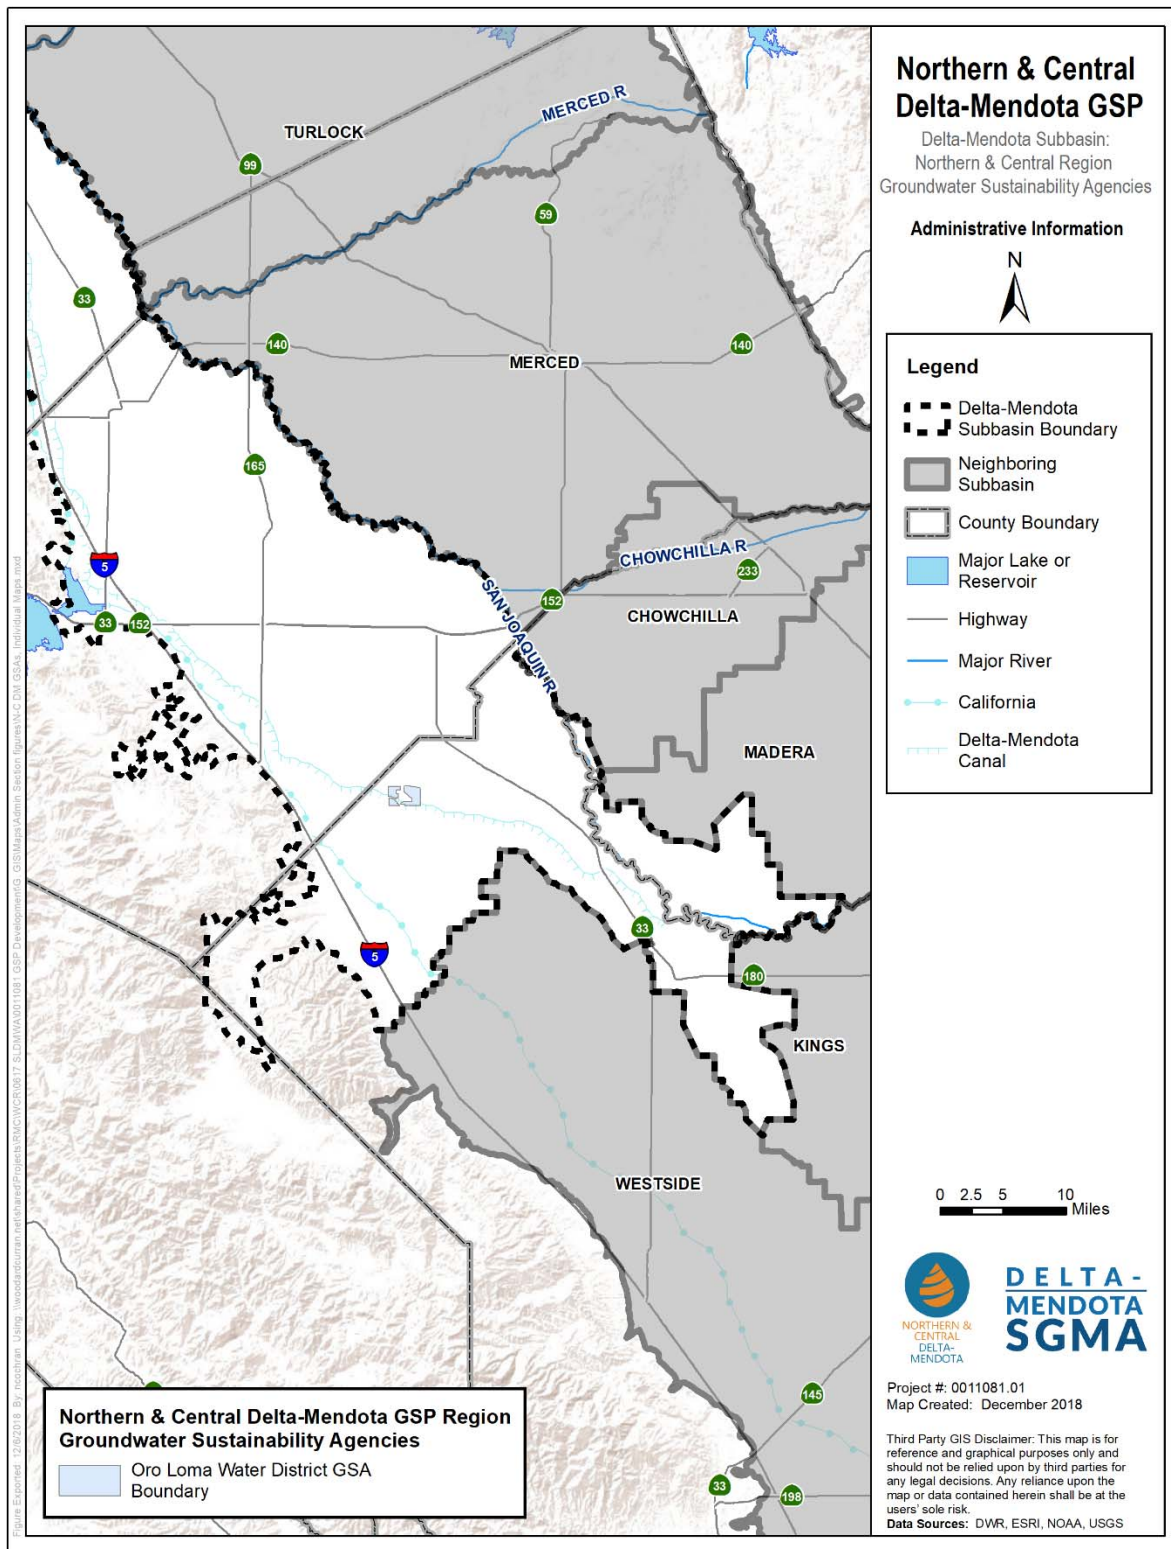 Northern & Central
Delta-Mendota GSP
Delta-Mendota Subbasin:
Northern & Central Region
Groundwater Sustainability Agencies
Administrative Information
N
Legend
Delta-Mendota
Subbasin Boundary
Neighboring
Subbasin
County Boundary
Major Lake or
Reservoir
Highway
Major River
California
Delta-Mendota
Canal
0 2.5 5 10
Miles
NORTHERN &
CENTRAL
DELTA-
MENDOTA
DELTA-
MENDOTA
SGMA
Project #: 0011081.01
Map Created: December 2018
Third Party GIS Disclaimer: This map is for
reference and graphical purposes only and
should not be relied upon by third parties for
any legal decisions. Any reliance upon the
map or data contained herein shall be at the
users' sole risk.
Data Sources: DWR, ESRI, NOAA, USGS
MERCED R
TURLOCK
99
59
33
140
140
MERCED
165
CHOWCHILLA R
5
233
SAN JOAQUIN R
152
CHOWCHILLA
33
152
MADERA
33
5
180
KINGS
WESTSIDE
145
33
198
Northern & Central Delta-Mendota GSP Region
Groundwater Sustainability Agencies
Oro Loma Water District GSA
Boundary